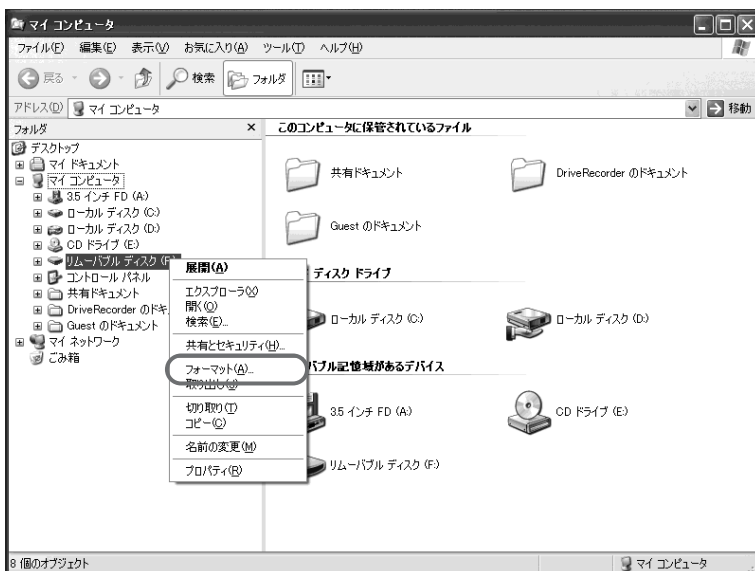 マイ コンピュータ
ファイル(F) 編集(E) 表示(V) お気に入り(A) ツール(T) ヘルプ(H)
戻る 検索 フォルダ
アドレス(D) マイ コンピュータ 移動
フォルダ ×
デスクトップ
マイ ドキュメント
マイ コンピュータ
3.5 インチ FD (A:)
ローカル ディスク (C:)
ローカル ディスク (D:)
CD ドライブ (E:)
リムーバブル ディスク (F:)
コントロール パネル
共有ドキュメント
DriveRecorder のドキ
Guest のドキュメント
マイ ネットワーク
ごみ箱
展開(A)
エクスプローラ(X)
開く(O)
検索(E)...
共有とセキュリティ(H)...
フォーマット(A)...
取り出し(J)
切り取り(T)
コピー(C)
名前の変更(M)
プロパティ(R)
このコンピュータに保管されているファイル
共有ドキュメント
DriveRecorder のドキュメント
Guest のドキュメント
ディスク ドライブ
ローカル ディスク (C:)
ローカル ディスク (D:)
バブル記憶域があるデバイス
3.5 インチ FD (A:)
CD ドライブ (E:)
リムーバブル ディスク (F:)
8 個のオブジェクト
マイ コンピュータ